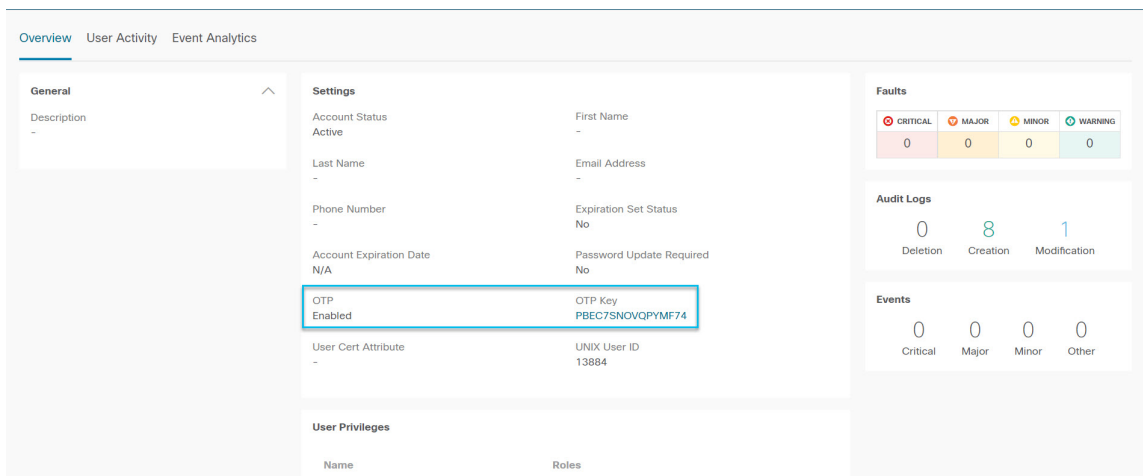 Overview User Activity Event Analytics
General
Description
-
Settings
Account Status First Name
Active -
Last Name Email Address
- -
Phone Number Expiration Set Status
- No
Account Expiration Date Password Update Required
N/A No
OTP OTP Key
Enabled PBEC7SNOVQPYMF74
User Cert Attribute UNIX User ID
- 13884
User Privileges
Name Roles
Faults
CRITICAL MAJOR MINOR WARNING
0 0 0 0
Audit Logs
0 8 1
Deletion Creation Modification
Events
0 0 0 0
Critical Major Minor Other